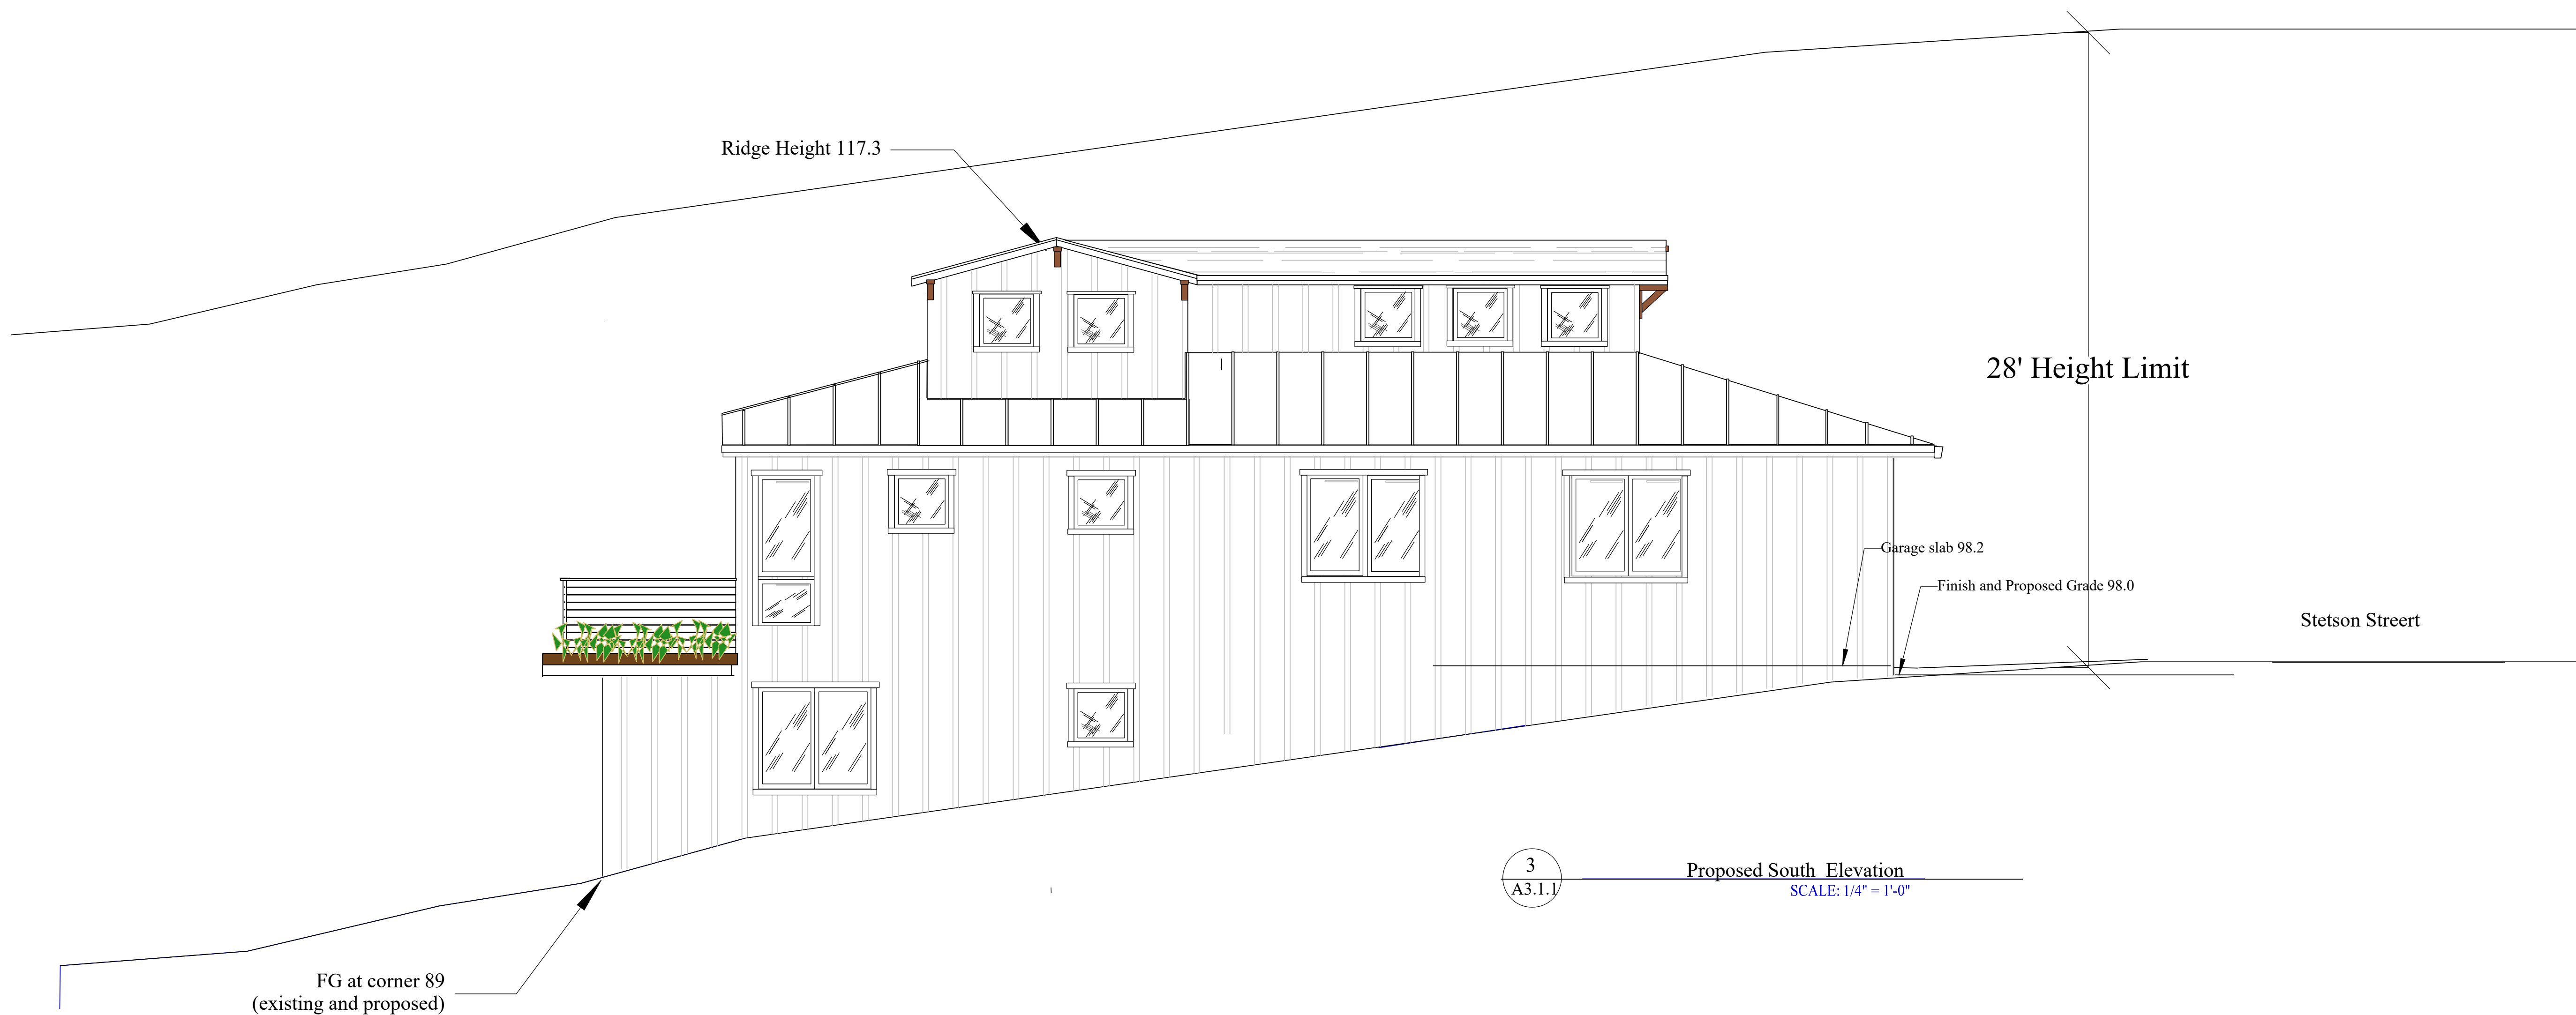 Ridge Height 117.3
28' Height Limit
Garage slab 98.2
Finish and Proposed Grade 98.0
Stetson Streert
3
A3.1.1
Proposed South Elevation
SCALE: 1/4" = 1'-0"
FG at corner 89
(existing and proposed)